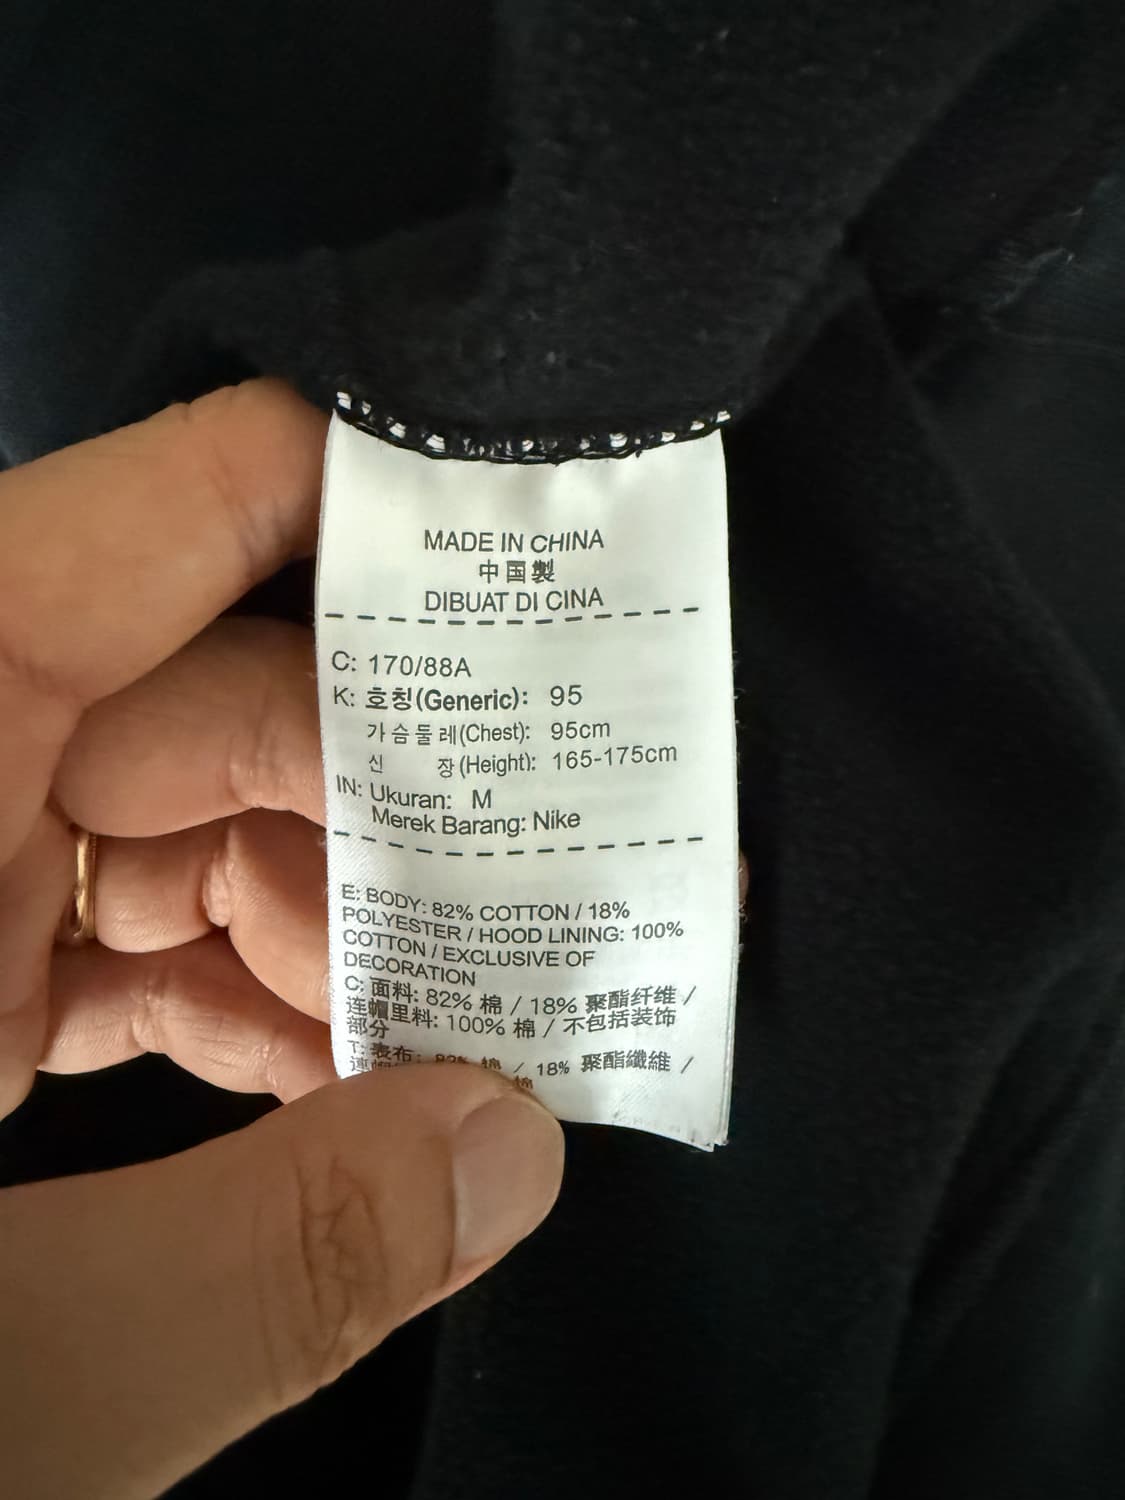 MADE IN CHINA
中国製
DIBUAT DI CINA
C: 170/88A
K: 호칭(Generic): 95
가슴둘레(Chest): 95cm
신 장(Height): 165-175cm
IN: Ukuran: M
Merek Barang: Nike
E: BODY: 82% COTTON / 18%
POLYESTER / HOOD LINING: 100%
COTTON / EXCLUSIVE OF
DECORATION
C: 面料: 82% 棉 / 18% 聚酯纤维 /
连帽里料: 100% 棉 / 不包括装饰
部分
T: 表布: 82% 棉 / 18% 聚酯纖維 /